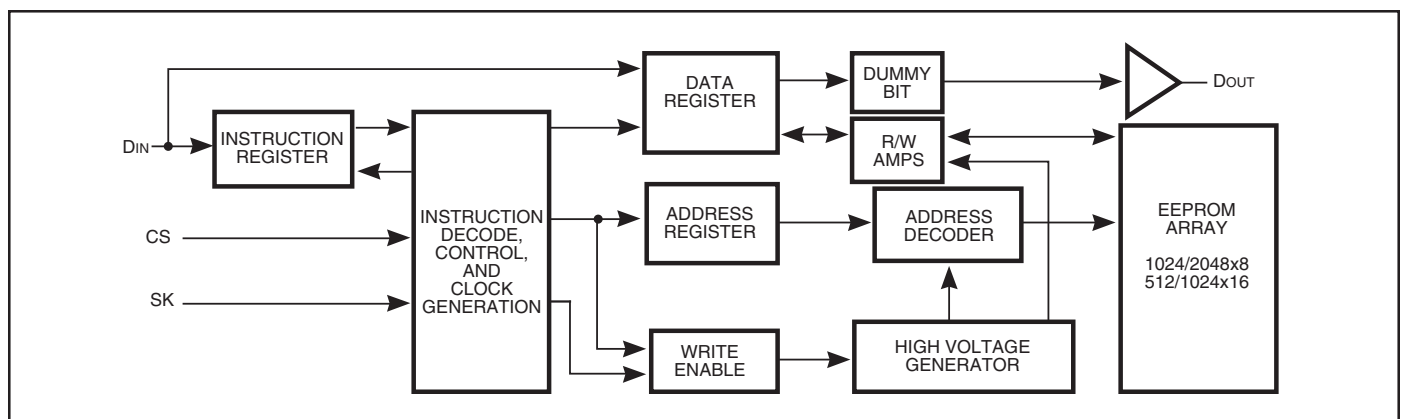 DATA
REGISTER
DUMMY
BIT
DOUT
DIN
INSTRUCTION
REGISTER
R/W
AMPS
INSTRUCTION
DECODE,
CONTROL,
AND
CLOCK
GENERATION
ADDRESS
REGISTER
ADDRESS
DECODER
EEPROM
ARRAY
1024/2048x8
512/1024x16
CS
SK
WRITE
ENABLE
HIGH VOLTAGE
GENERATOR